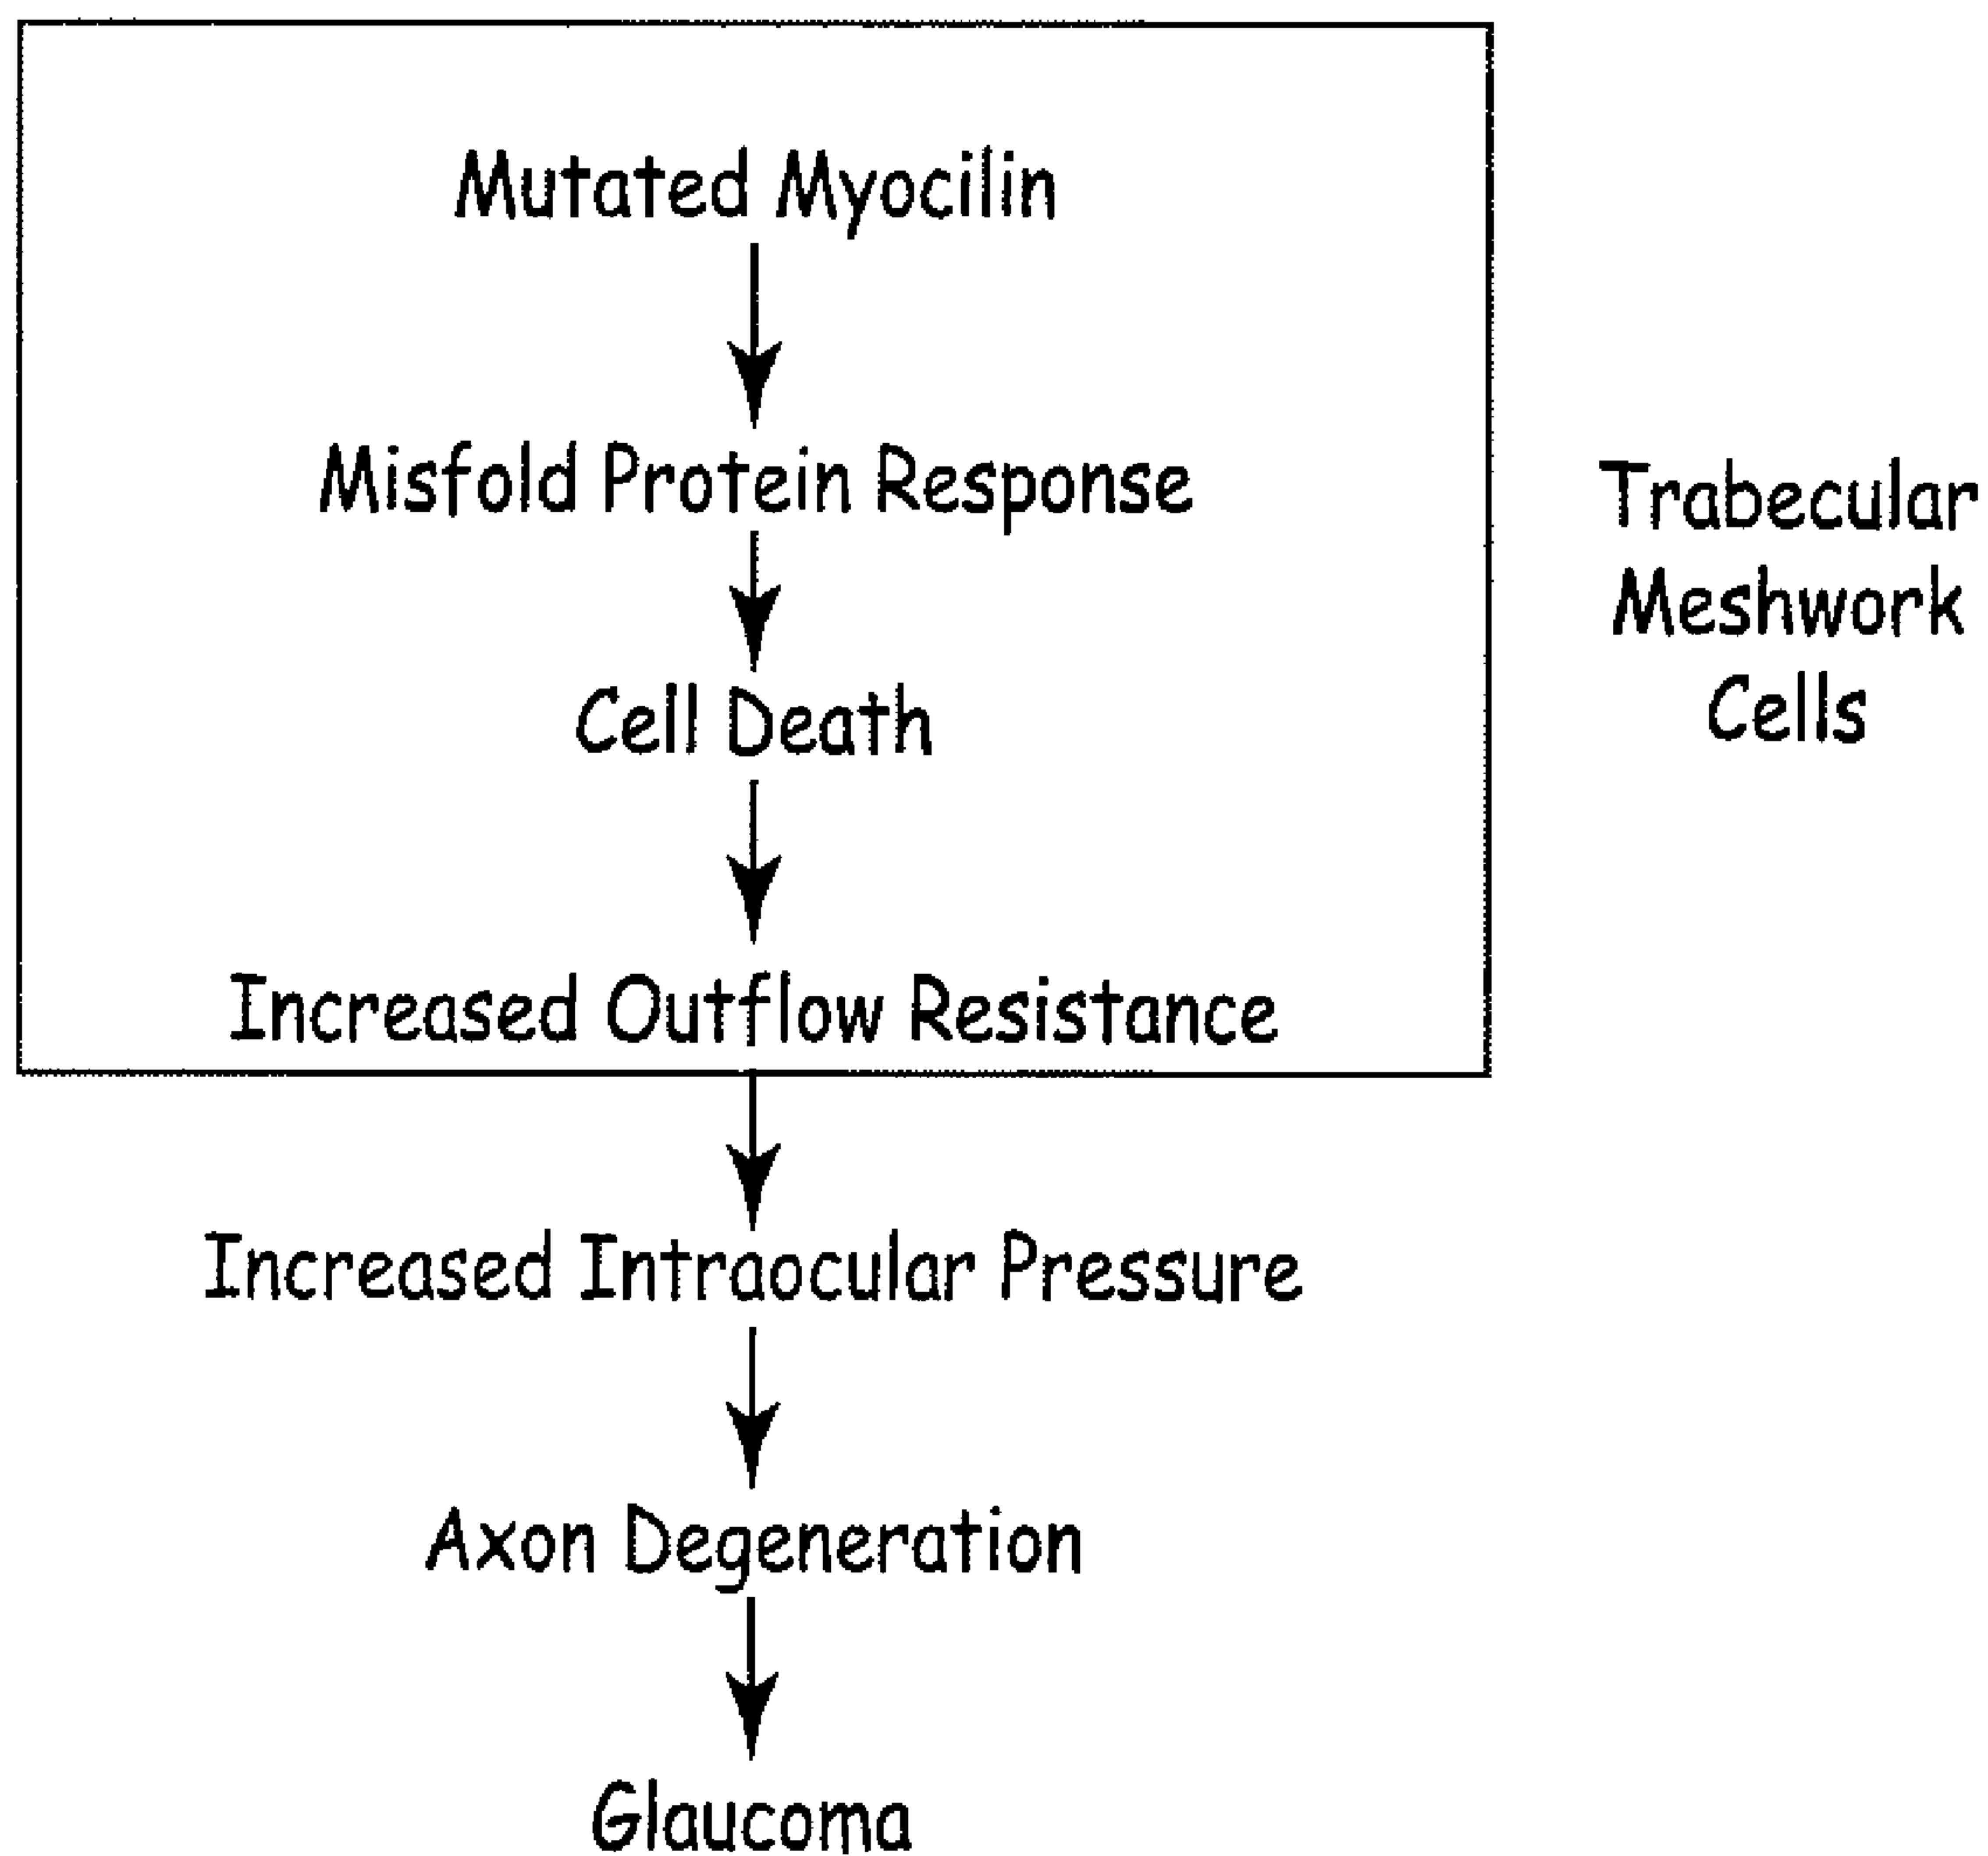 Mutated Myocilin
Misfold Protein Response
Trabecular
Meshwork
Cells
Cell Death
Increased Outflow Resistance
Increased Intraocular Pressure
Axon Degeneration
Glaucoma